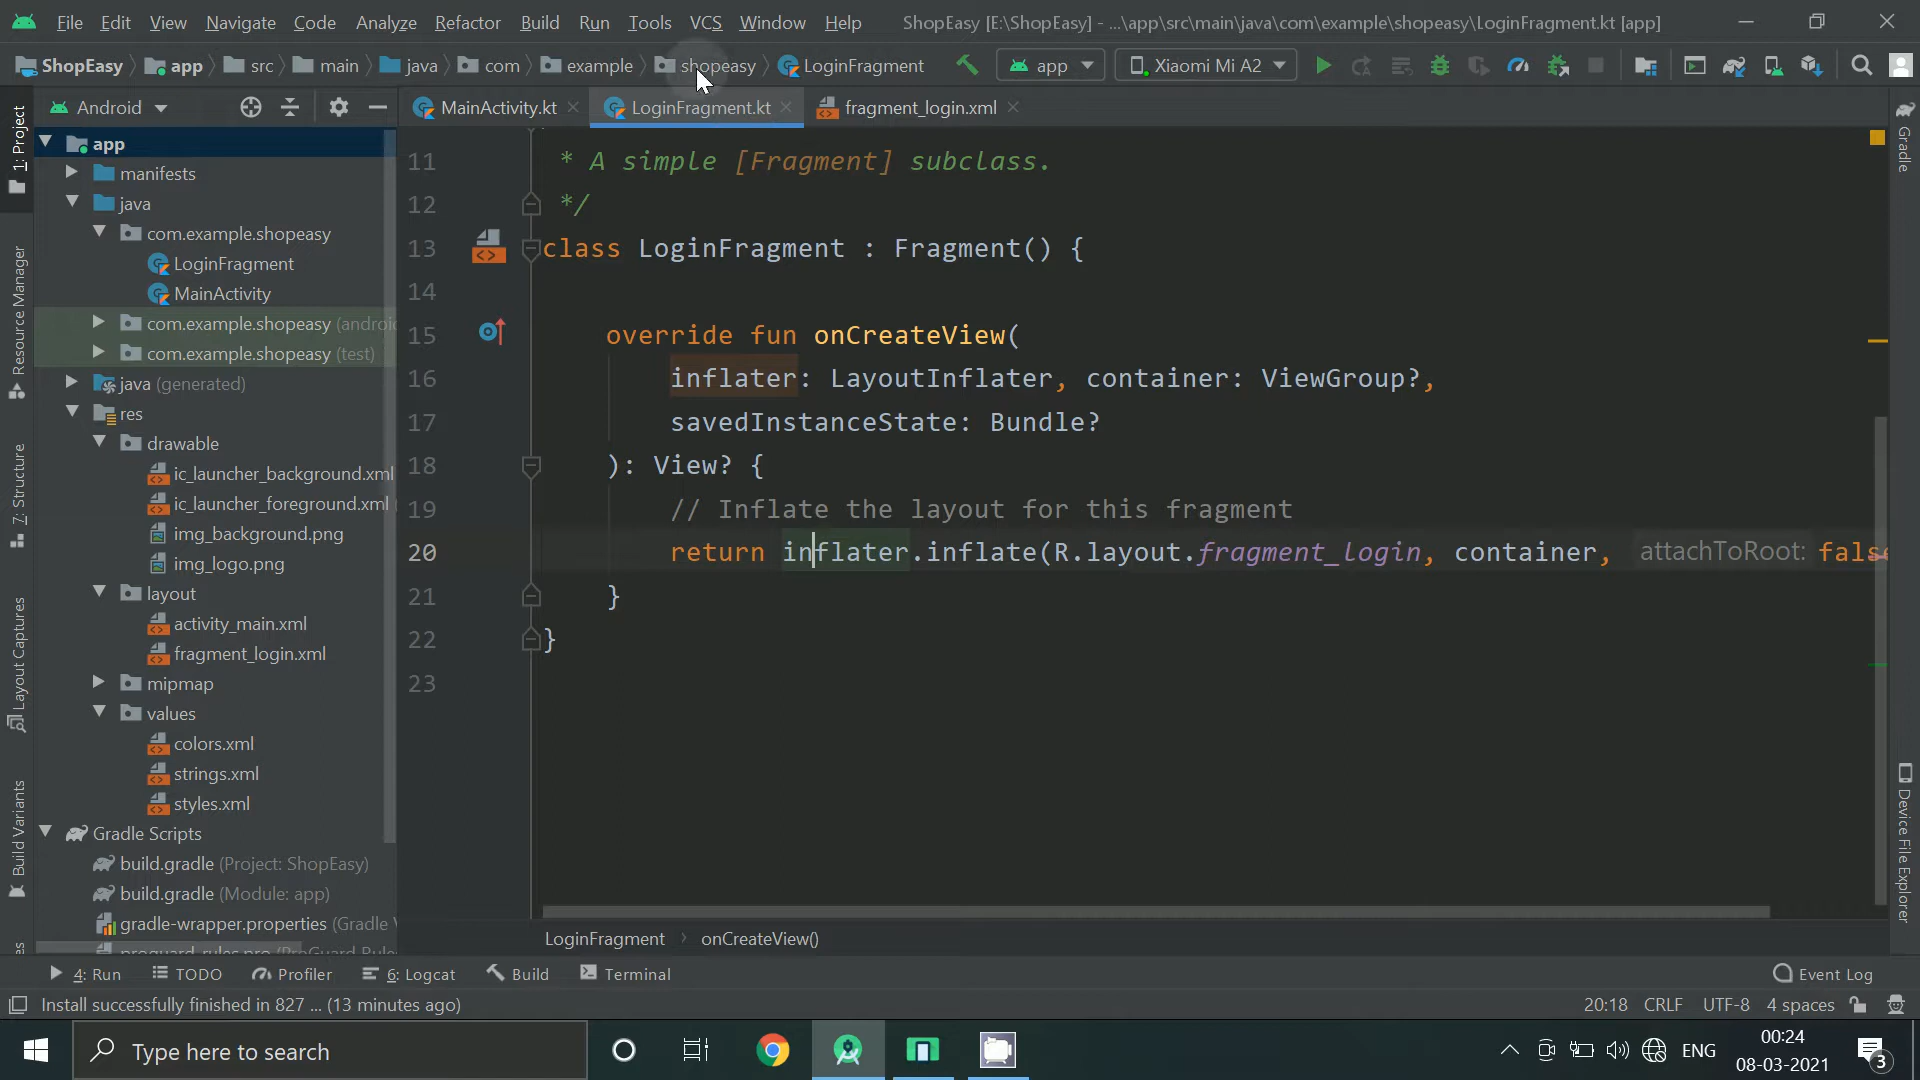 File Edit View Navigate Code Analyze Refactor Build Run Tools VCS Window Help ShopEasy [E:\ShopEasy] - ...\app\src\main\java\com\example\shopeasy\LoginFragment.kt [app]
ShopEasy app src main java com example shopeasy LoginFragment app Xiaomi Mi A2
Android
MainActivity.kt LoginFragment.kt fragment_login.xml
1: Project
Resource Manager
7: Structure
Layout Captures
Build Variants
app
manifests
java
com.example.shopeasy
LoginFragment
MainActivity
com.example.shopeasy
com.example.shopeasy (test)
java (generated)
res
drawable
ic_launcher_background.xml
ic_launcher_foreground.xml
img_background.png
img_logo.png
layout
activity_main.xml
fragment_login.xml
mipmap
values
colors.xml
strings.xml
styles.xml
Gradle Scripts
build.gradle (Project: ShopEasy)
build.gradle (Module: app)
gradle-wrapper.properties (Gradle
11 * A simple [Fragment] subclass.
12 */
13 class LoginFragment : Fragment() {
14
15 override fun onCreateView(
16 inflater: LayoutInflater, container: ViewGroup?,
17 savedInstanceState: Bundle?
18 ): View? {
19 // Inflate the layout for this fragment
20 return inflater.inflate(R.layout.fragment_login, container, attachToRoot: false
21 }
22 }
23
Gradle
Device File Explorer
LoginFragment › onCreateView()
4: Run TODO Profiler 6: Logcat Build Terminal Event Log
Install successfully finished in 827 ... (13 minutes ago) 20:18 CRLF UTF-8 4 spaces
Type here to search ENG 00:24
08-03-2021 3